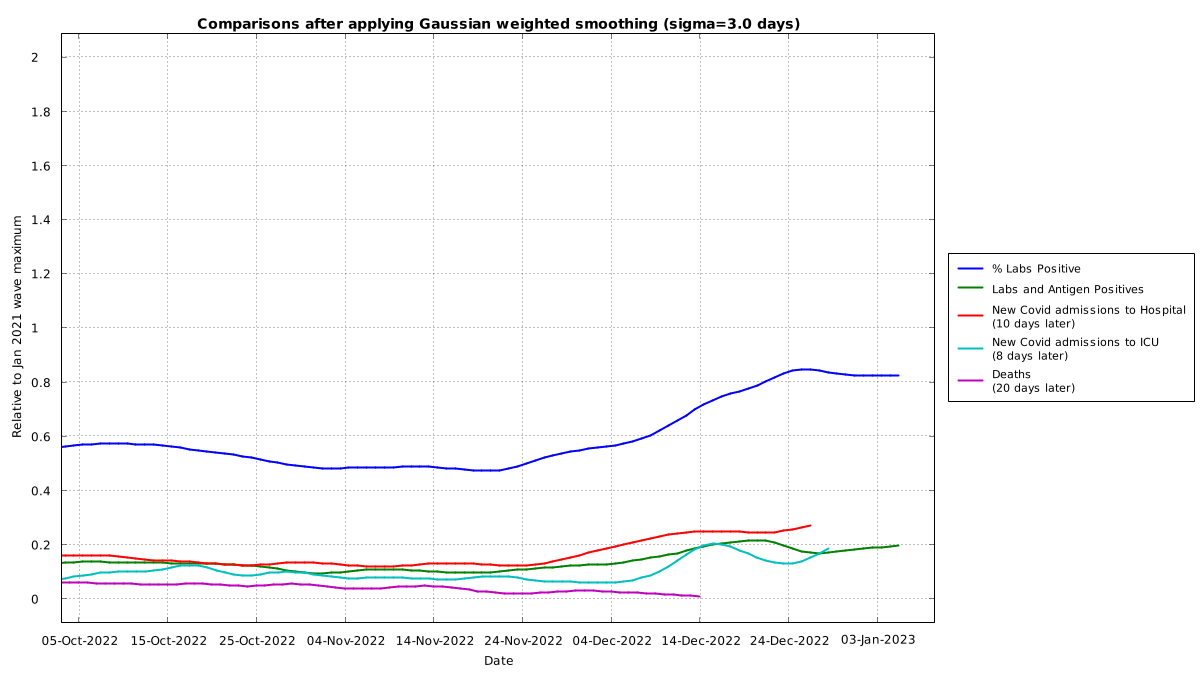 Comparisons after applying Gaussian weighted smoothing (sigma=3.0 days)
Relative to Jan 2021 wave maximum
2
1.8
1.6
1.4
1.2
1
0.8
0.6
0.4
0.2
0
05-Oct-2022
15-Oct-2022
25-Oct-2022
04-Nov-2022
14-Nov-2022
24-Nov-2022
04-Dec-2022
14-Dec-2022
24-Dec-2022
03-Jan-2023
Date
% Labs Positive
Labs and Antigen Positives
New Covid admissions to Hospital
(10 days later)
New Covid admissions to ICU
(8 days later)
Deaths
(20 days later)